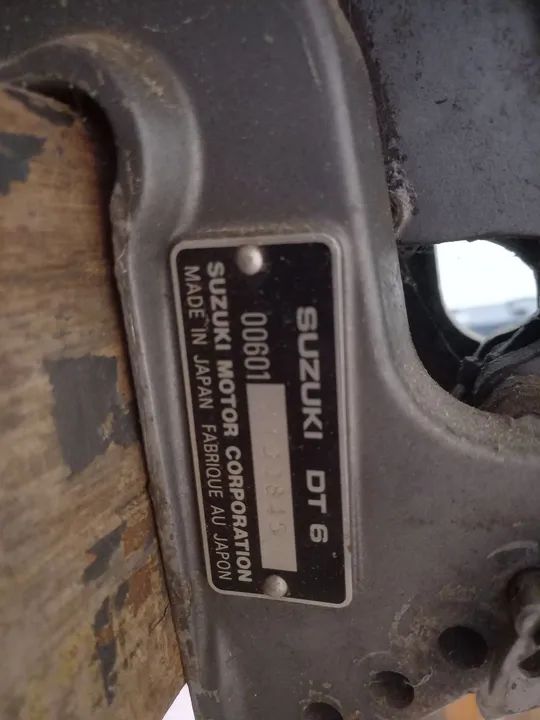 SUZUKI DT 6
00601
SUZUKI MOTOR CORPORATION
MADE IN JAPAN FABRIQUE AU JAPON